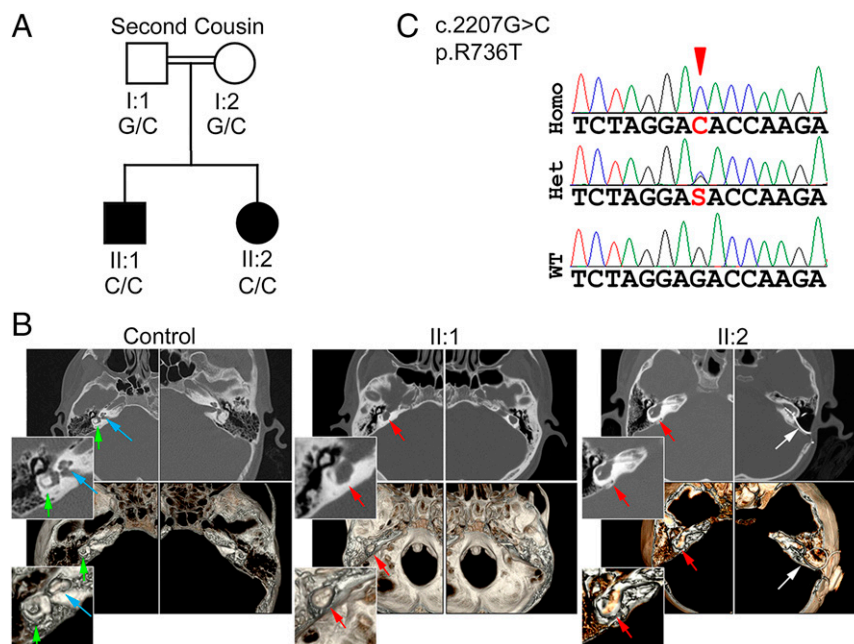 A
Second Cousin
I:1
I:2
G/C
G/C
II:1
II:2
C/C
C/C
C
c.2207G>C
p.R736T
Homo
TCTAGGACACCAAGA
Het
TCTAGGASACCAAGA
WT
TCTAGGAGACCAAGA
B
Control
II:1
II:2